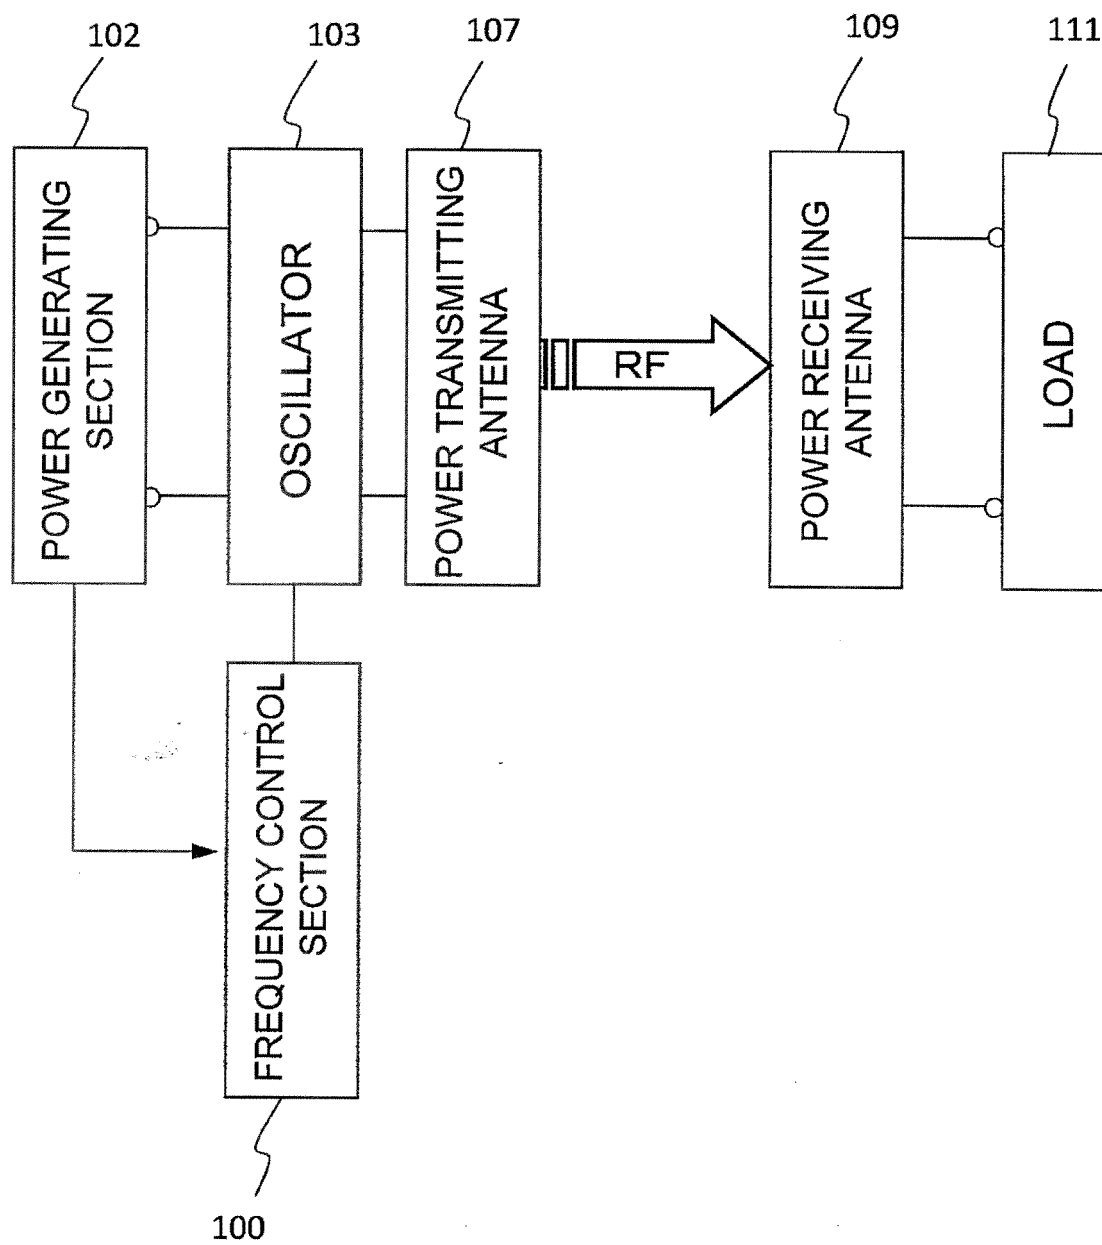 102
103
107
109
111
POWER GENERATING
SECTION
OSCILLATOR
POWER TRANSMITTING
ANTENNA
RF
POWER RECEIVING
ANTENNA
LOAD
FREQUENCY CONTROL
SECTION
100